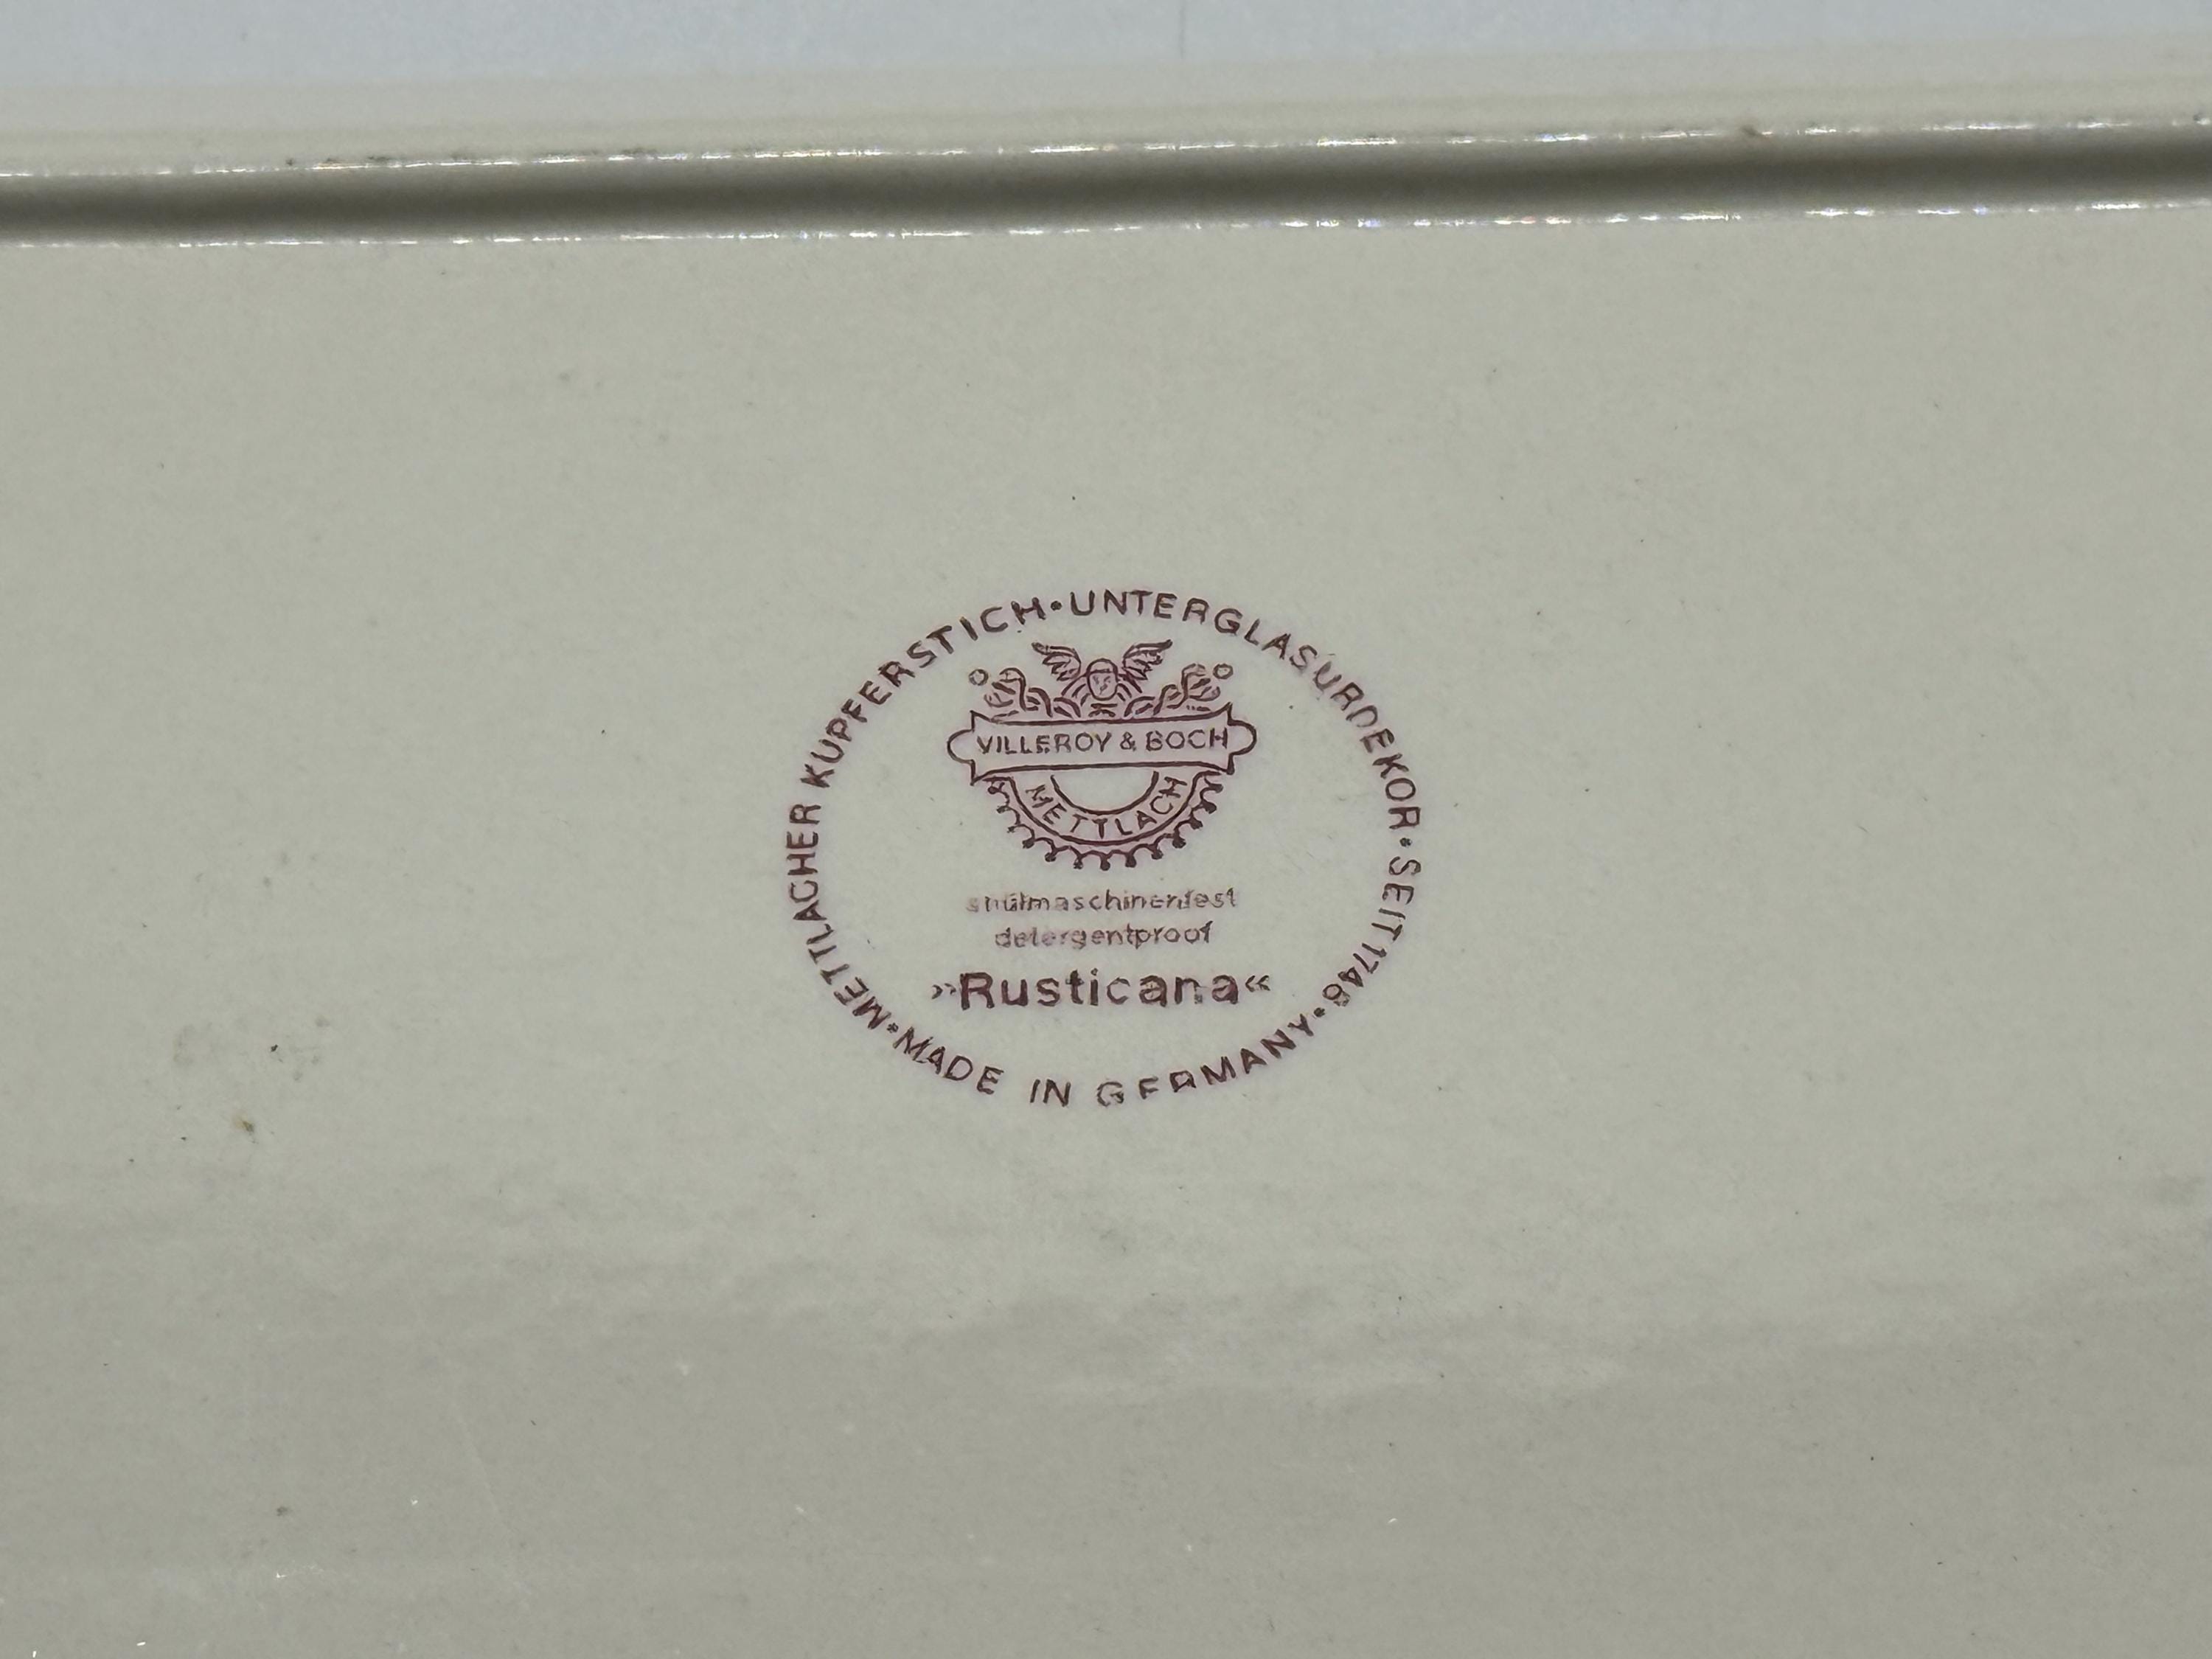 METTLACHER KUPFERSTICH · UNTERGLASURDEKOR · SEIT 1748 · MADE IN GERMANY ·
VILLEROY & BOCH
METTLACH
spülmaschinenfest
detergentproof
»Rusticana«